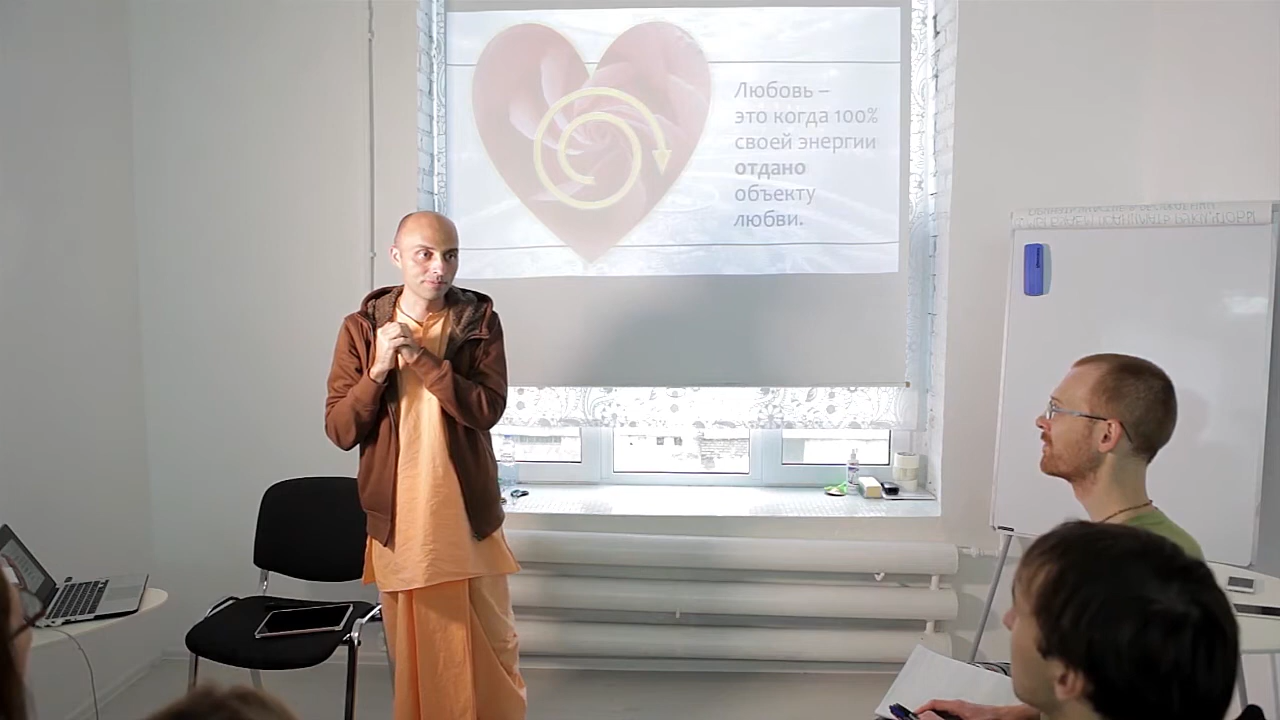 Любовь –
это когда 100%
своей энергии
отдано
объекту
любви.